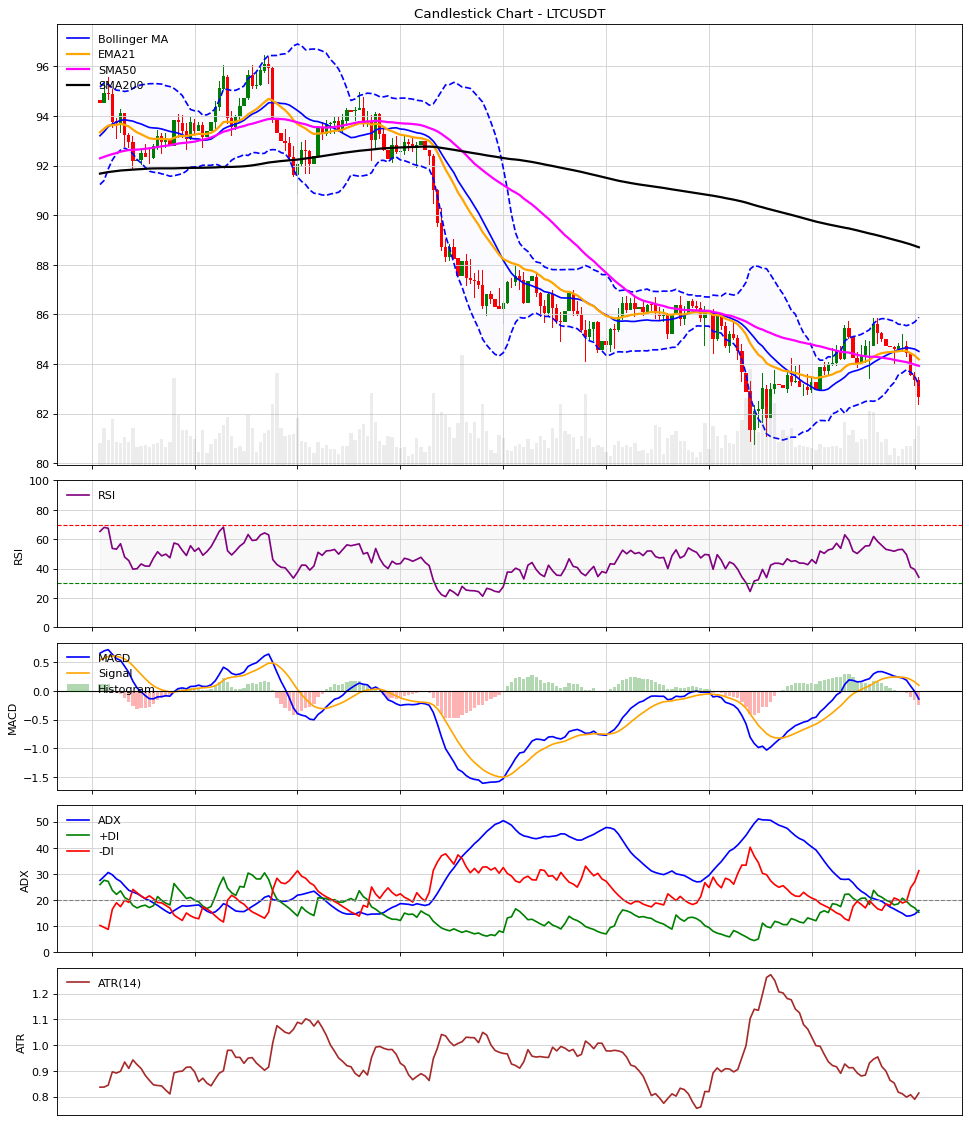 Candlestick Chart - LTCUSDT
Bollinger MA
EMA21
SMA50
SMA200
96
94
92
90
88
86
84
82
80
RSI
100
80
60
40
20
0
RSI
MACD
Signal
Histogram
0.5
0.0
−0.5
−1.0
−1.5
MACD
ADX
+DI
-DI
50
40
30
20
10
0
ADX
ATR(14)
1.2
1.1
1.0
0.9
0.8
ATR